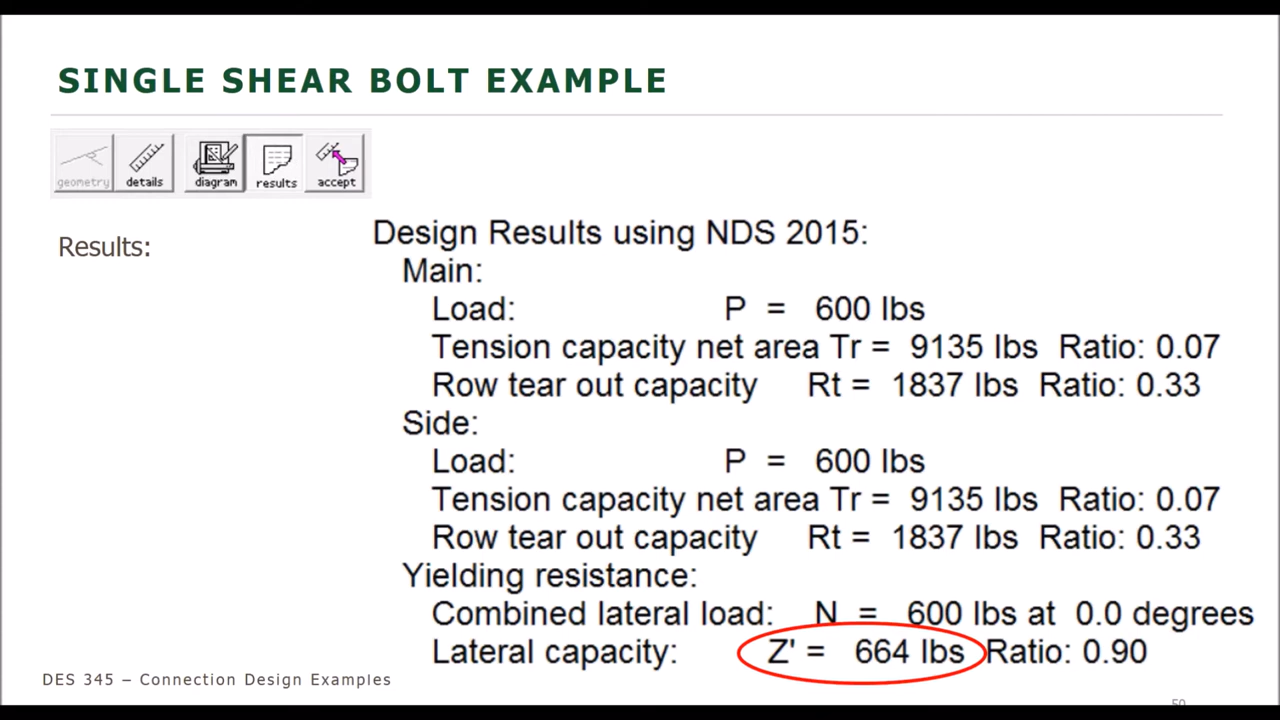 SINGLE SHEAR BOLT EXAMPLE
geometry details diagram results accept
Results:
Design Results using NDS 2015:
Main:
Load: P = 600 lbs
Tension capacity net area Tr = 9135 lbs Ratio: 0.07
Row tear out capacity Rt = 1837 lbs Ratio: 0.33
Side:
Load: P = 600 lbs
Tension capacity net area Tr = 9135 lbs Ratio: 0.07
Row tear out capacity Rt = 1837 lbs Ratio: 0.33
Yielding resistance:
Combined lateral load: N = 600 lbs at 0.0 degrees
Lateral capacity: Z' = 664 lbs Ratio: 0.90
DES 345 – Connection Design Examples